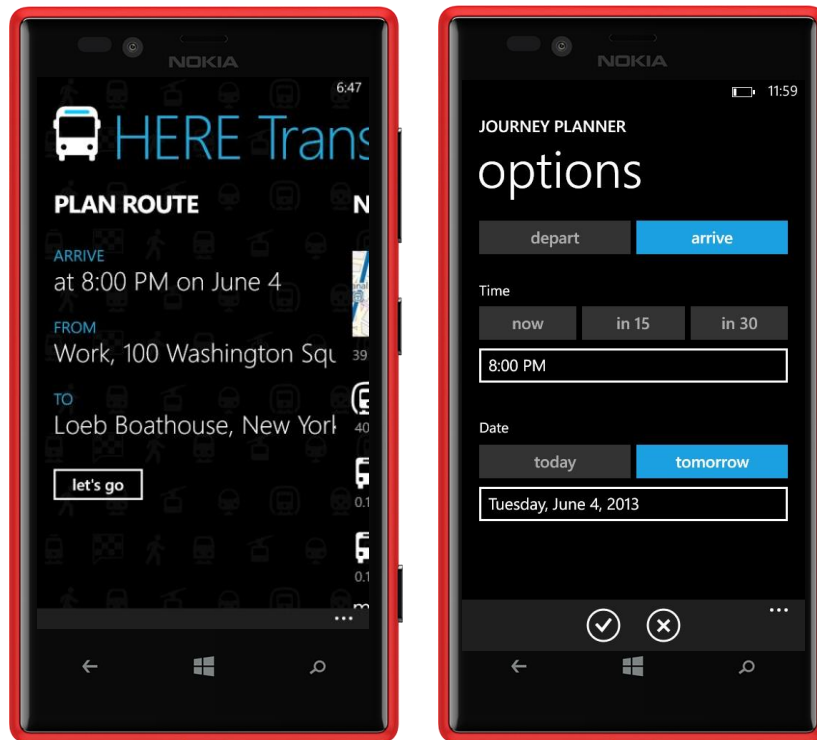 NOKIA
6:47
HERE Trans
PLAN ROUTE
N
ARRIVE
at 8:00 PM on June 4
FROM
Work, 100 Washington Squ
39
TO
Loeb Boathouse, New York
40
let's go
0.1
0.1
m
...
NOKIA
11:59
JOURNEY PLANNER
options
depart
arrive
Time
now
in 15
in 30
8:00 PM
Date
today
tomorrow
Tuesday, June 4, 2013
...